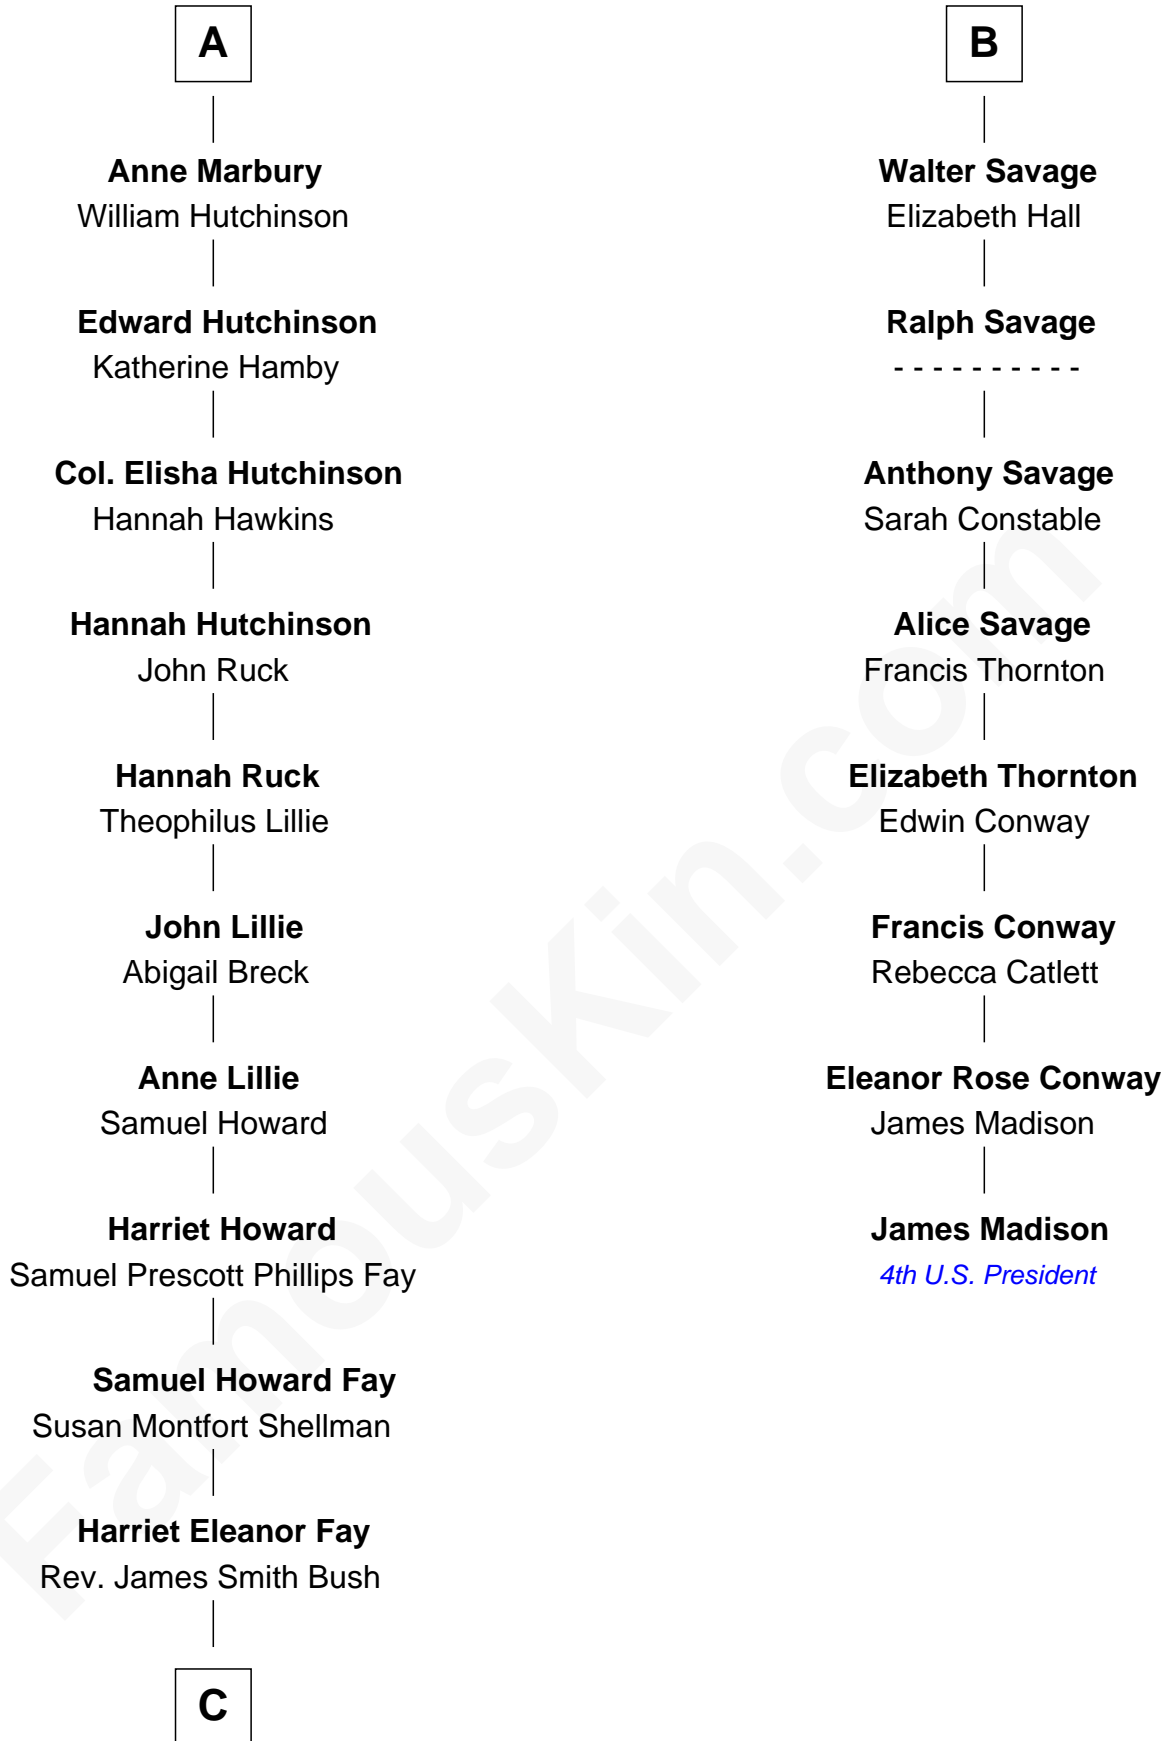 A
Anne Marbury
William Hutchinson
Edward Hutchinson
Katherine Hamby
Col. Elisha Hutchinson
Hannah Hawkins
Hannah Hutchinson
John Ruck
Hannah Ruck
Theophilus Lillie
John Lillie
Abigail Breck
Anne Lillie
Samuel Howard
Harriet Howard
Samuel Prescott Phillips Fay
Samuel Howard Fay
Susan Montfort Shellman
Harriet Eleanor Fay
Rev. James Smith Bush
C
B
Walter Savage
Elizabeth Hall
Ralph Savage
- - - - - - - - - -
Anthony Savage
Sarah Constable
Alice Savage
Francis Thornton
Elizabeth Thornton
Edwin Conway
Francis Conway
Rebecca Catlett
Eleanor Rose Conway
James Madison
James Madison
4th U.S. President
FamousKin.com